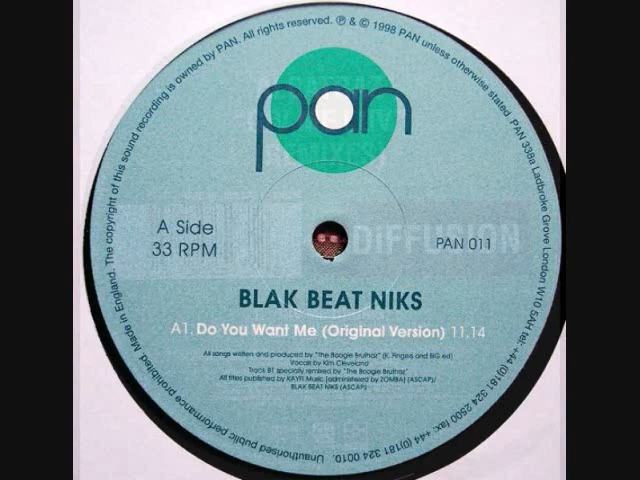 Unauthorised public performance prohibited. Made in England. The copyright of this sound recording is owned by PAN. All rights reserved. ℗ & © 1998 PAN unless otherwise stated. PAN 338a Ladbroke Grove London W10 5AH tel: +44 (0)181 324 2500 fax: +44 (0)181 324 0010.
pan
A Side
33 RPM
DIFFUSION
PAN 011
BLAK BEAT NIKS
A1. Do You Want Me (Original Version) 11.14
All songs written and produced by "The Boogie Bruthaz" (K. Fingers and BIG ed)
Vocals by Kim Cleveland
Track B1 specially remixed by "The Boogie Bruthaz"
All titles published by KAYFI Music (administered by ZOMBA) (ASCAP)/
BLAK BEAT NIKS (ASCAP)